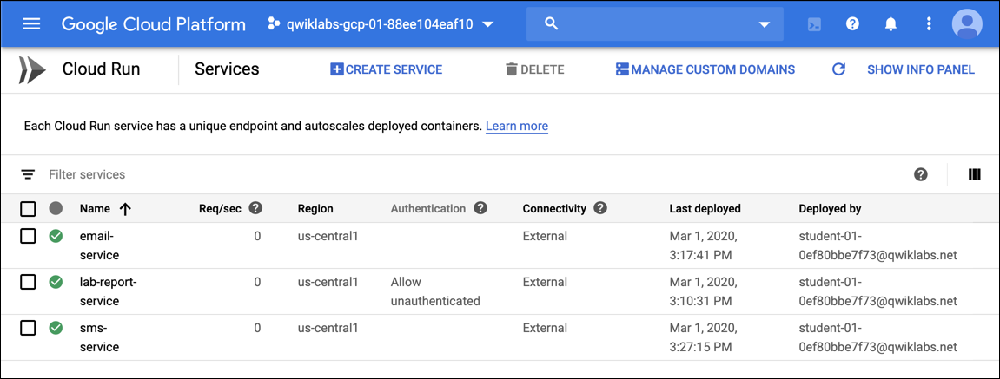 Google Cloud Platform qwiklabs-gcp-01-88ee104eaf10
Cloud Run Services CREATE SERVICE DELETE MANAGE CUSTOM DOMAINS SHOW INFO PANEL
Each Cloud Run service has a unique endpoint and autoscales deployed containers. Learn more
Filter services
Name Req/sec Region Authentication Connectivity Last deployed Deployed by
email- 0 us-central1 External Mar 1, 2020, student-01-
service 3:17:41 PM 0ef80bbe7f73@qwiklabs.net
lab-report- 0 us-central1 Allow External Mar 1, 2020, student-01-
service unauthenticated 3:10:31 PM 0ef80bbe7f73@qwiklabs.net
sms- 0 us-central1 External Mar 1, 2020, student-01-
service 3:27:15 PM 0ef80bbe7f73@qwiklabs.net